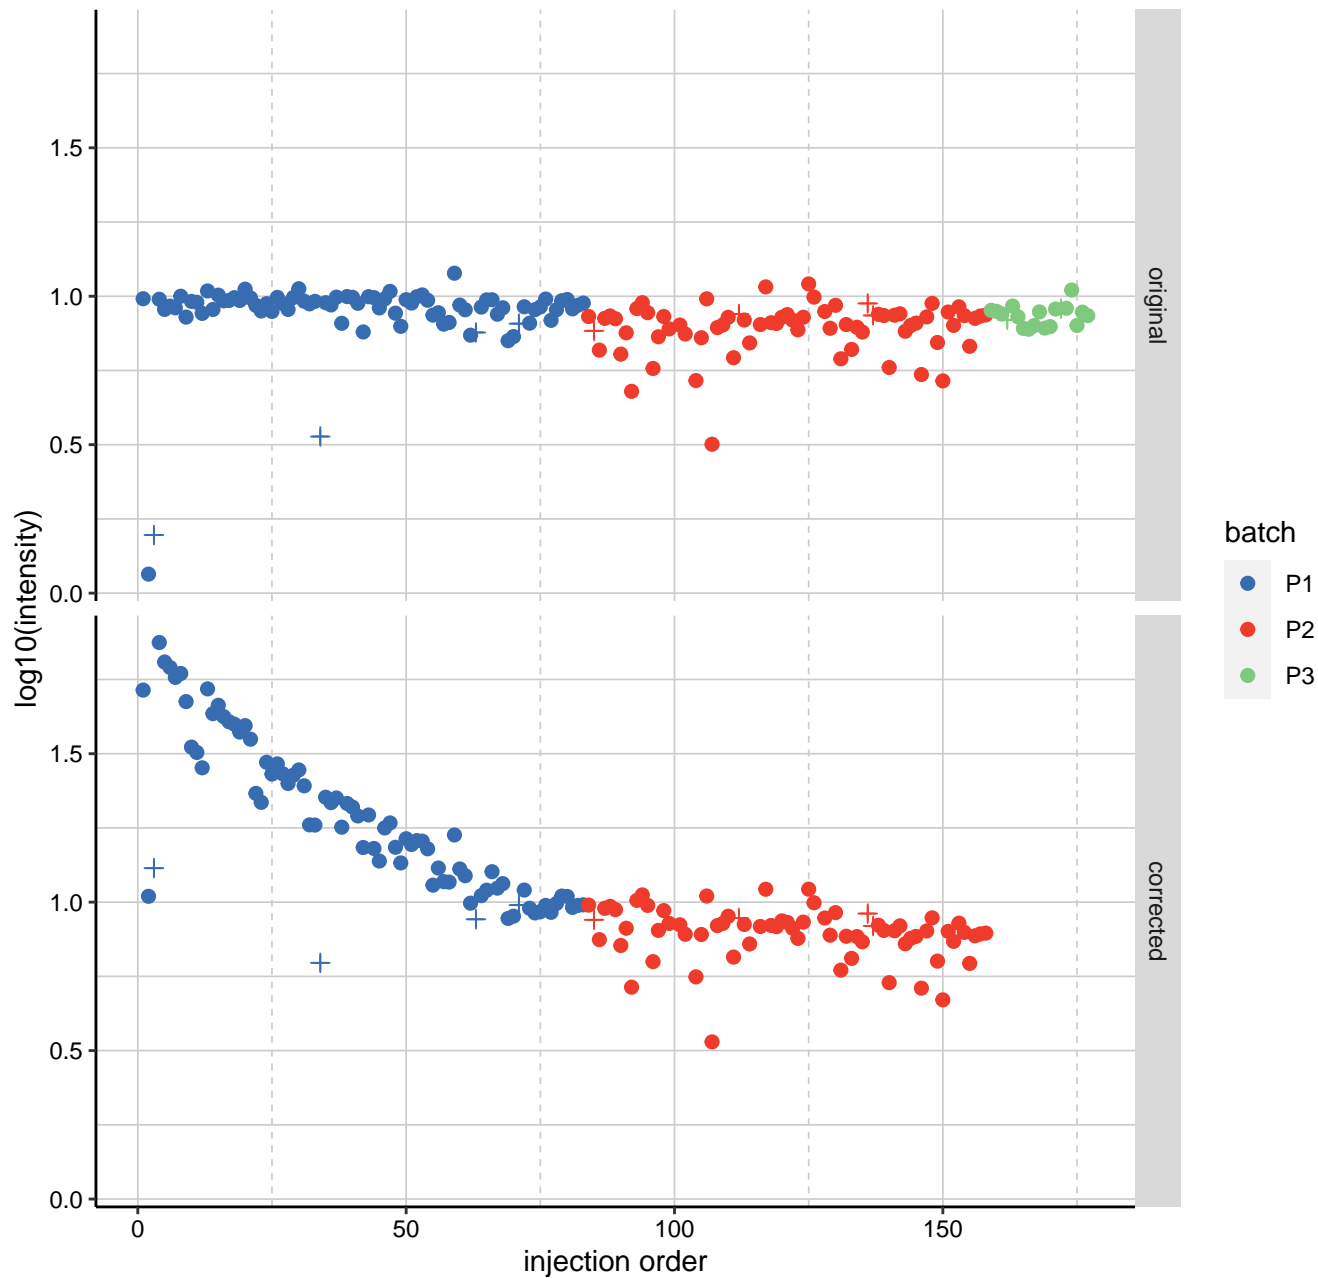 1.5
1.0
0.5
0.0
original
1.5
1.0
0.5
0.0
corrected
log10(intensity)
0 50 100 150
injection order
batch
P1
P2
P3